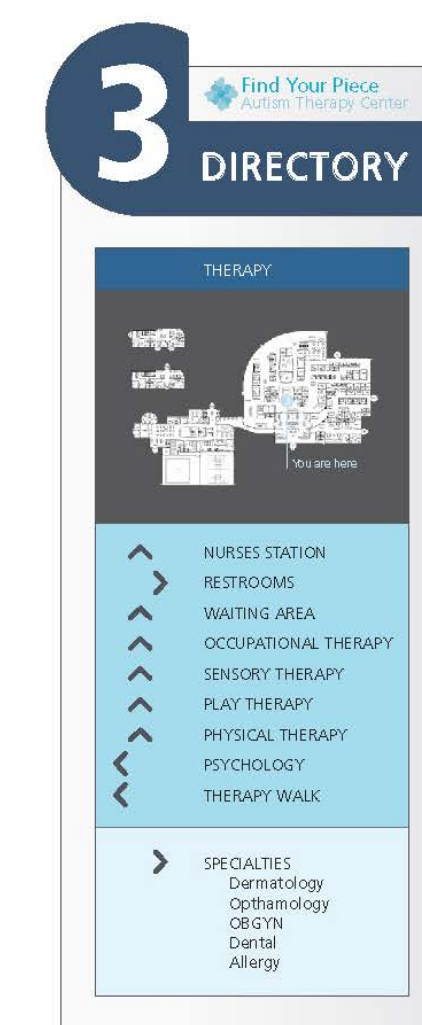 3
Find Your Piece
Autism Therapy Center
DIRECTORY
THERAPY
You are here
NURSES STATION
RESTROOMS
WAITING AREA
OCCUPATIONAL THERAPY
SENSORY THERAPY
PLAY THERAPY
PHYSICAL THERAPY
PSYCHOLOGY
THERAPY WALK
SPECIALTIES
Dermatology
Opthamology
OBGYN
Dental
Allergy